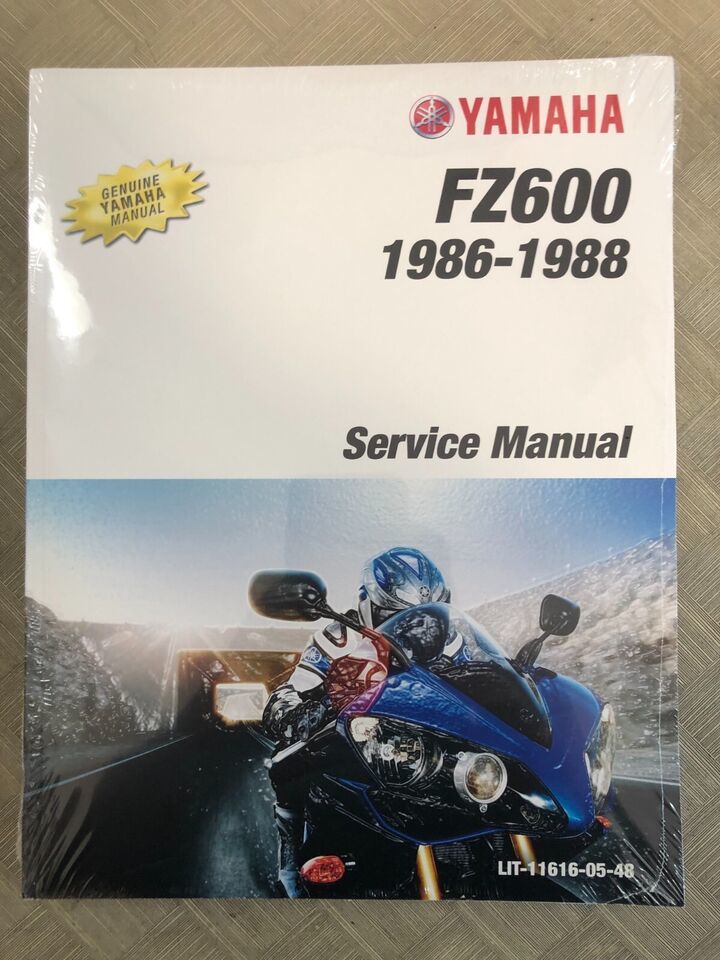 YAMAHA
FZ600
1986-1988
GENUINE
YAMAHA
MANUAL
Service Manual
LIT-11616-05-48